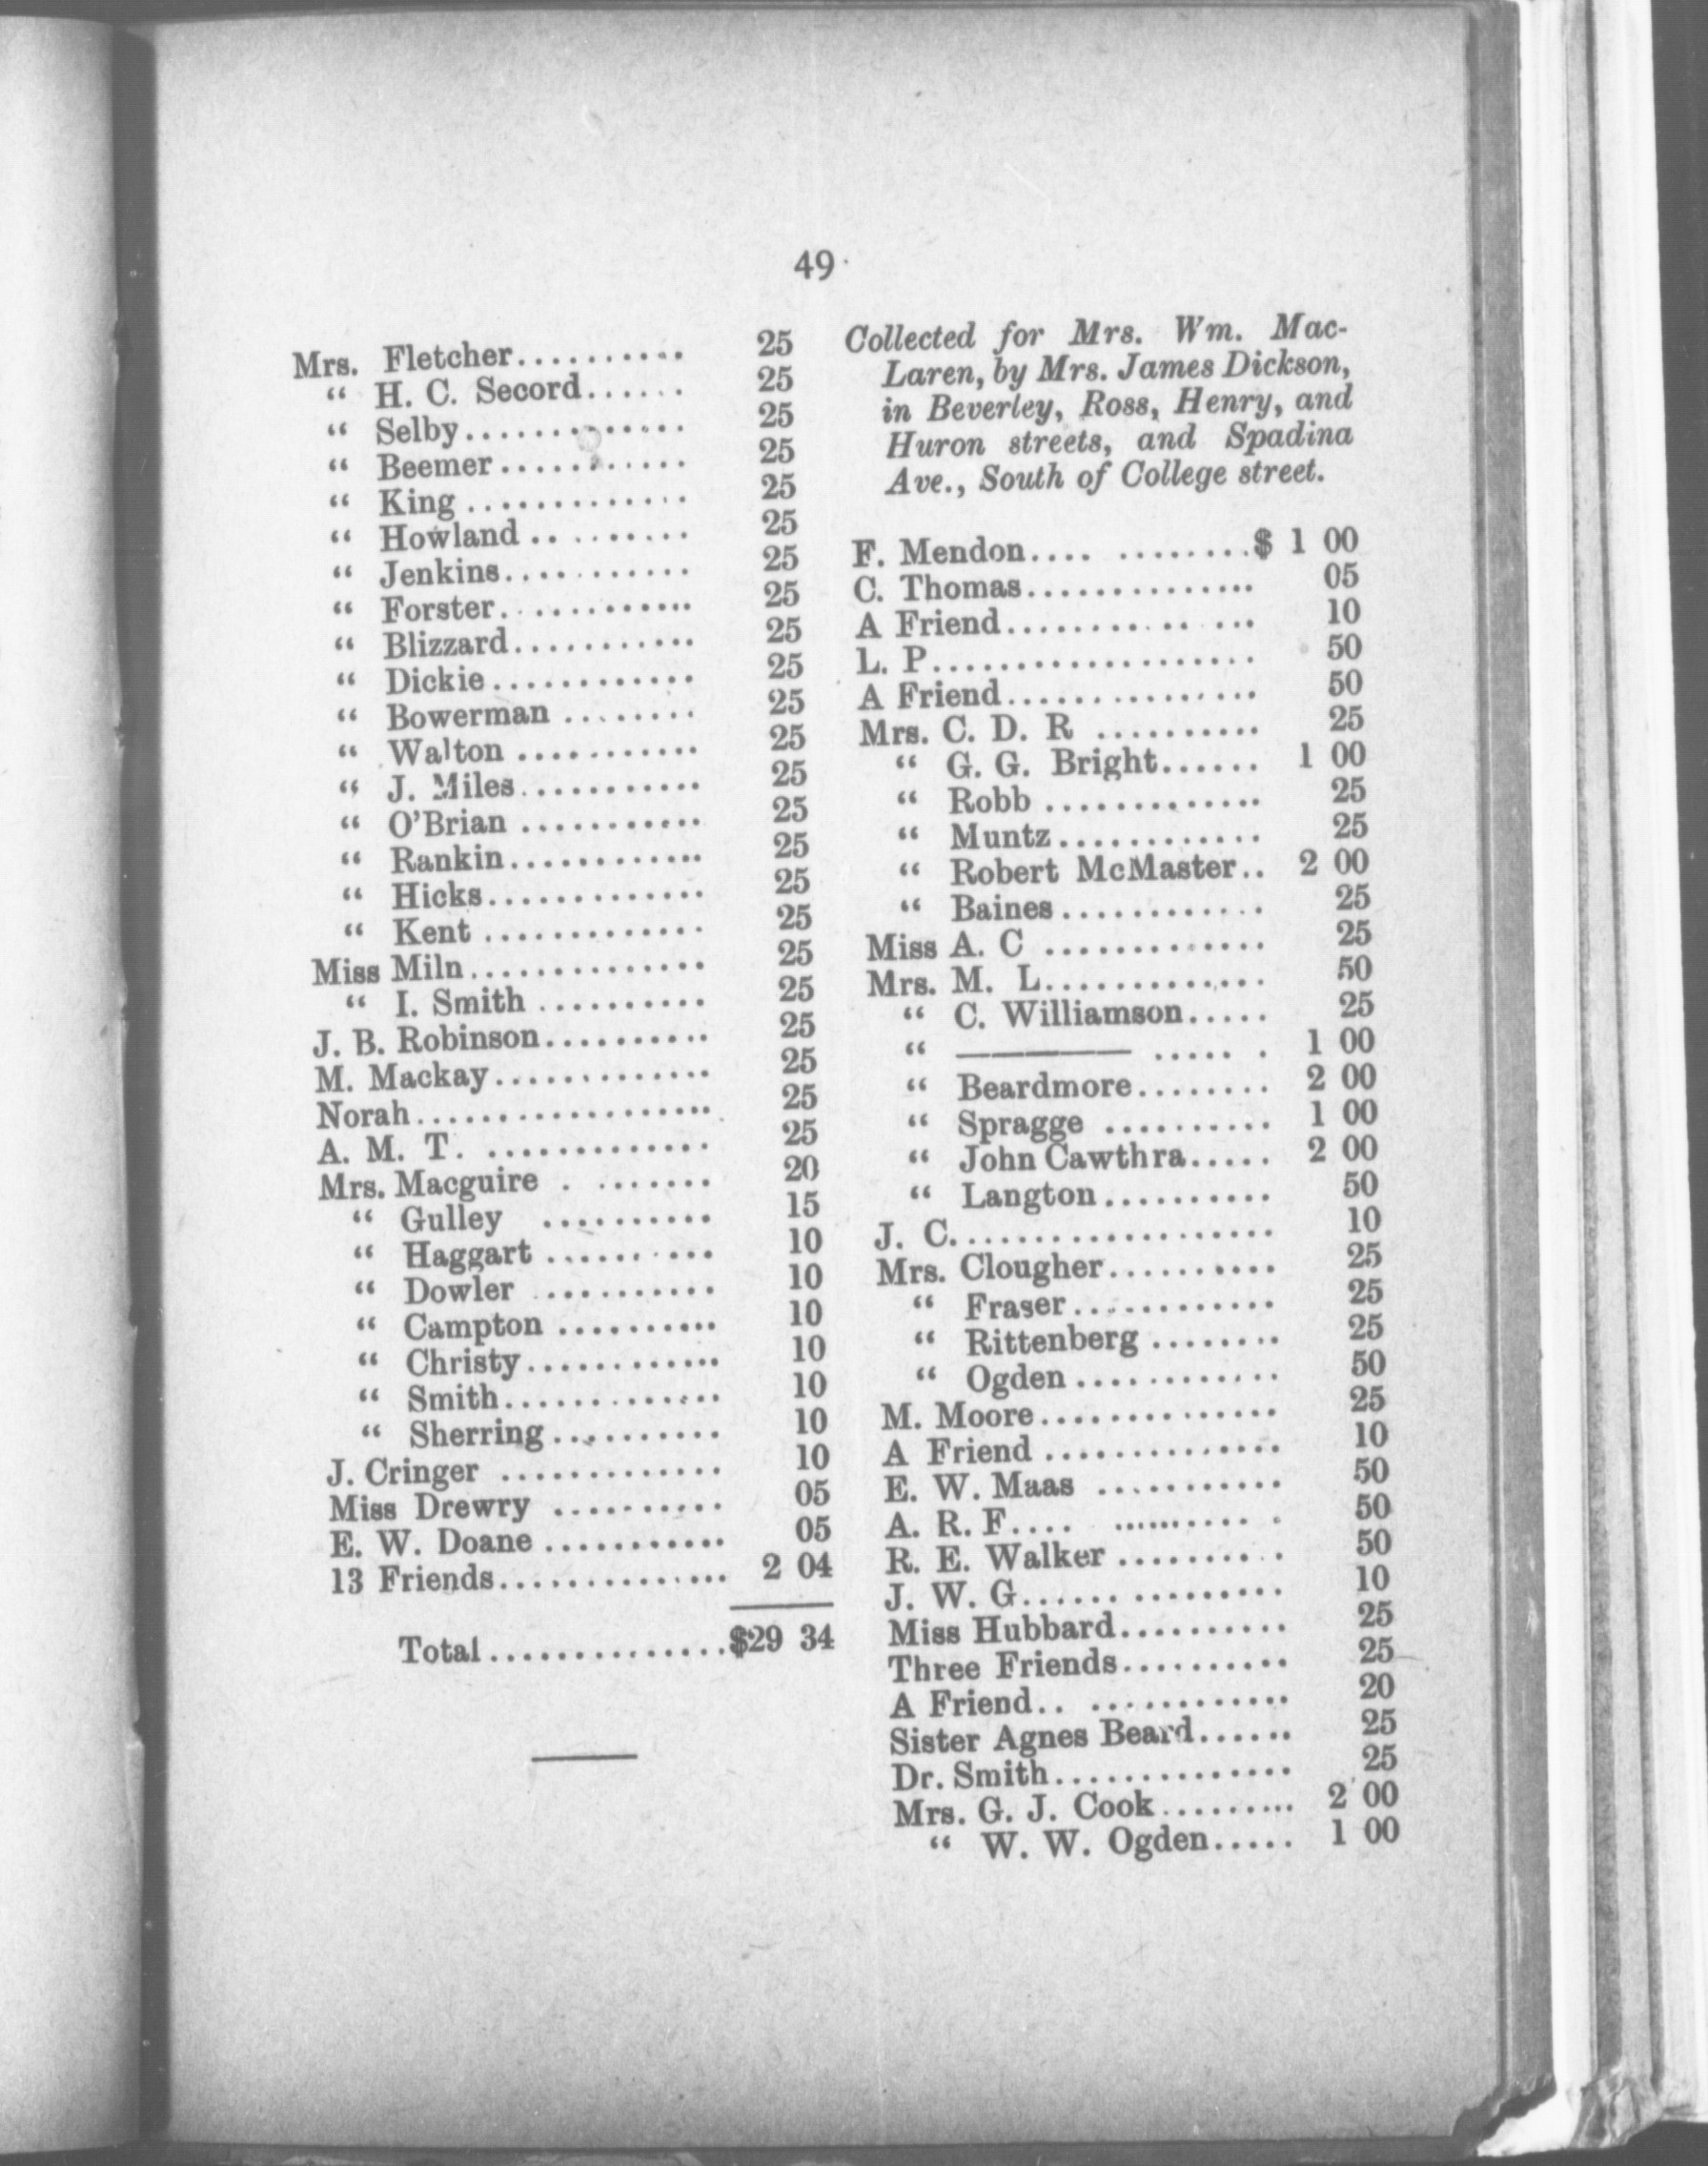 49
Mrs. Fletcher.......... 25
“ H. C. Secord...... 25
“ Selby............. 25
“ Beemer........... 25
“ King ............. 25
“ Howland ......... 25
“ Jenkins........... 25
“ Forster............ 25
“ Blizzard........... 25
“ Dickie............ 25
“ Bowerman ........ 25
“ Walton ........... 25
“ J. Miles........... 25
“ O'Brian ........... 25
“ Rankin............ 25
“ Hicks............. 25
“ Kent ............. 25
Miss Miln.............. 25
“ I. Smith .......... 25
J. B. Robinson.......... 25
M. Mackay............. 25
Norah.................. 25
A. M. T. ............. 25
Mrs. Macguire . ....... 20
“ Gulley .......... 15
“ Haggart .......... 10
“ Dowler ........... 10
“ Campton .......... 10
“ Christy............ 10
“ Smith............. 10
“ Sherring.......... 10
J. Cringer ............. 10
Miss Drewry .......... 05
E. W. Doane ........... 05
13 Friends.............. 2 04
Total..............$29 34
Collected for Mrs. Wm. Mac-
Laren, by Mrs. James Dickson,
in Beverley, Ross, Henry, and
Huron streets, and Spadina
Ave., South of College street.
F. Mendon.... ........$ 1 00
C. Thomas.............. 05
A Friend.............. 10
L. P................... 50
A Friend............... 50
Mrs. C. D. R .......... 25
“ G. G. Bright...... 1 00
“ Robb ............. 25
“ Muntz............ 25
“ Robert McMaster.. 2 00
“ Baines............ 25
Miss A. C ............. 25
Mrs. M. L............. 50
“ C. Williamson..... 25
“ ————— ..... . 1 00
“ Beardmore........ 2 00
“ Spragge .......... 1 00
“ John Cawthra..... 2 00
“ Langton.......... 50
J. C................... 10
Mrs. Clougher.......... 25
“ Fraser............ 25
“ Rittenberg ........ 25
“ Ogden ............ 50
M. Moore.............. 25
A Friend .............. 10
E. W. Maas ........... 50
A. R. F.... .......... . 50
R. E. Walker .......... 50
J. W. G...... ......... 10
Miss Hubbard.......... 25
Three Friends.......... 25
A Friend.. ............ 20
Sister Agnes Beard...... 25
Dr. Smith.............. 25
Mrs. G. J. Cook......... 2 00
“ W. W. Ogden..... 1 00